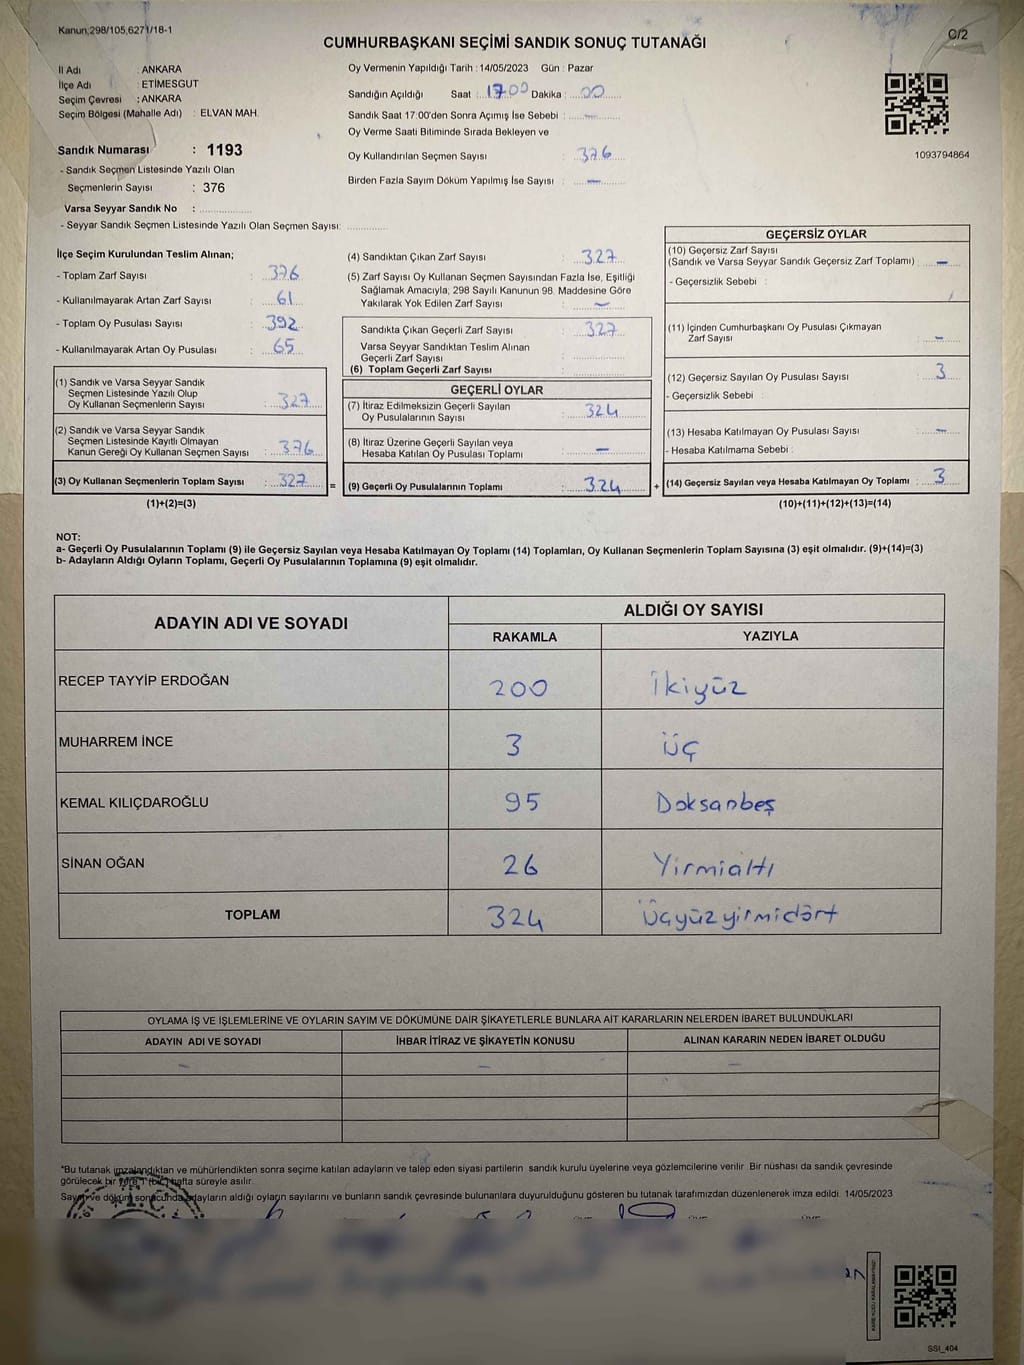 Kanun;298/105,6271/18-1
C/2
CUMHURBAŞKANI SEÇİMİ SANDIK SONUÇ TUTANAĞI
İl Adı : ANKARA
İlçe Adı : ETİMESGUT
Seçim Çevresi : ANKARA
Seçim Bölgesi (Mahalle Adı) : ELVAN MAH.
Sandık Numarası : 1193
- Sandık Seçmen Listesinde Yazılı Olan
Seçmenlerin Sayısı : 376
Varsa Seyyar Sandık No :
- Seyyar Sandık Seçmen Listesinde Yazılı Olan Seçmen Sayısı:
Oy Vermenin Yapıldığı Tarih : 14/05/2023 Gün : Pazar
Sandığın Açıldığı Saat : 17:00 Dakika : 00
Sandık Saat 17:00'den Sonra Açımış İse Sebebi : —
Oy Verme Saati Bitiminde Sırada Bekleyen ve
Oy Kullandırılan Seçmen Sayısı : 376
Birden Fazla Sayım Döküm Yapılmış İse Sayısı : —
1093794864
İlçe Seçim Kurulundan Teslim Alınan;
- Toplam Zarf Sayısı : 376
- Kullanılmayarak Artan Zarf Sayısı : 61
- Toplam Oy Pusulası Sayısı : 392
- Kullanılmayarak Artan Oy Pusulası : 65
(1) Sandık ve Varsa Seyyar Sandık
Seçmen Listesinde Yazılı Olup
Oy Kullanan Seçmenlerin Sayısı : 327
(2) Sandık ve Varsa Seyyar Sandık
Seçmen Listesinde Kayıtlı Olmayan
Kanun Gereği Oy Kullanan Seçmen Sayısı : 376
(3) Oy Kullanan Seçmenlerin Toplam Sayısı : 327
(1)+(2)=(3)
(4) Sandıktan Çıkan Zarf Sayısı : 327
(5) Zarf Sayısı Oy Kullanan Seçmen Sayısından Fazla İse, Eşitliği
Sağlamak Amacıyla, 298 Sayılı Kanunun 98. Maddesine Göre
Yakılarak Yok Edilen Zarf Sayısı : —
Sandıkta Çıkan Geçerli Zarf Sayısı : 327
Varsa Seyyar Sandıktan Teslim Alınan
Geçerli Zarf Sayısı :
(6) Toplam Geçerli Zarf Sayısı :
GEÇERLİ OYLAR
(7) İtiraz Edilmeksizin Geçerli Sayılan
Oy Pusulalarının Sayısı : 324
(8) İtiraz Üzerine Geçerli Sayılan veya
Hesaba Katılan Oy Pusulası Toplamı : —
= (9) Geçerli Oy Pusulalarının Toplamı : 324 +
GEÇERSİZ OYLAR
(10) Geçersiz Zarf Sayısı
(Sandık ve Varsa Seyyar Sandık Geçersiz Zarf Toplamı) : —
- Geçersizlik Sebebi :
(11) İçinden Cumhurbaşkanı Oy Pusulası Çıkmayan
Zarf Sayısı : —
(12) Geçersiz Sayılan Oy Pusulası Sayısı : 3
- Geçersizlik Sebebi :
(13) Hesaba Katılmayan Oy Pusulası Sayısı : —
- Hesaba Katılmama Sebebi :
(14) Geçersiz Sayılan veya Hesaba Katılmayan Oy Toplamı : 3
(10)+(11)+(12)+(13)=(14)
NOT:
a- Geçerli Oy Pusulalarının Toplamı (9) ile Geçersiz Sayılan veya Hesaba Katılmayan Oy Toplamı (14) Toplamları, Oy Kullanan Seçmenlerin Toplam Sayısına (3) eşit olmalıdır. (9)+(14)=(3)
b- Adayların Aldığı Oyların Toplamı, Geçerli Oy Pusulalarının Toplamına (9) eşit olmalıdır.
ADAYIN ADI VE SOYADI ALDIĞI OY SAYISI
RAKAMLA YAZIYLA
RECEP TAYYİP ERDOĞAN 200 İkiyüz
MUHARREM İNCE 3 Üç
KEMAL KILIÇDAROĞLU 95 Doksanbeş
SİNAN OĞAN 26 Yirmialtı
TOPLAM 324 Üçyüzyirmidört
OYLAMA İŞ VE İŞLEMLERİNE VE OYLARIN SAYIM VE DÖKÜMÜNE DAİR ŞİKAYETLERLE BUNLARA AİT KARARLARIN NELERDEN İBARET BULUNDUKLARI
ADAYIN ADI VE SOYADI İHBAR İTİRAZ VE ŞİKAYETİN KONUSU ALINAN KARARIN NEDEN İBARET OLDUĞU
— — —
*Bu tutanak imzalandıktan ve mühürlendikten sonra seçime katılan adayların ve talep eden siyasi partilerin sandık kurulu üyelerine veya gözlemcilerine verilir. Bir nüshası da sandık çevresinde
görülecek bir yere 1 (bir) hafta süreyle asılır.
Sayım ve döküm sonucunda adayların aldığı oyların sayılarını ve bunların sandık çevresinde bulunanlara duyurulduğunu gösteren bu tutanak tarafımızdan düzenlenerek imza edildi. 14/05/2023
T.C.
KARE KODU KARALAMAYINIZ!
SSI_404